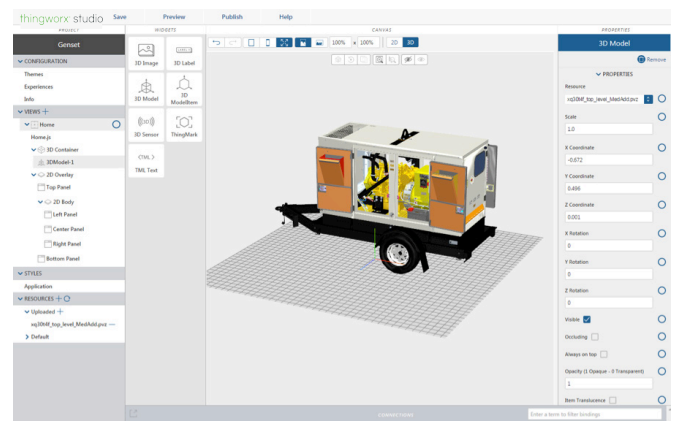 thingworx studio Save Preview Publish Help
PROJECT
Genset
CONFIGURATION
Themes
Experiences
Info
VIEWS
Home
Home.js
3D Container
3DModel-1
2D Overlay
Top Panel
2D Body
Left Panel
Center Panel
Right Panel
Bottom Panel
STYLES
Application
RESOURCES
Uploaded
Default
WIDGETS
3D Image
3D Label
3D Model
3D
ModelItem
3D Sensor
ThingMark
TML Text
CANVAS
100% x 100% 2D 3D
CONNECTIONS
Enter a term to filter bindings
PROPERTIES
3D Model
Remove
PROPERTIES
Resource
Scale
1.0
X Coordinate
-0.672
Y Coordinate
0.496
Z Coordinate
0.001
X Rotation
0
Y Rotation
0
Z Rotation
0
Visible
Occluding
Always on top
Opacity (1 Opaque - 0 Transparent)
1
Item Translucence